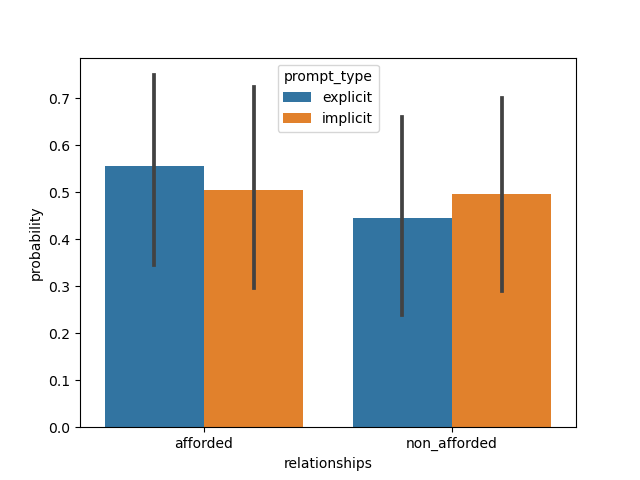 prompt_type
explicit
implicit
probability
0.7
0.6
0.5
0.4
0.3
0.2
0.1
0.0
afforded non_afforded
relationships